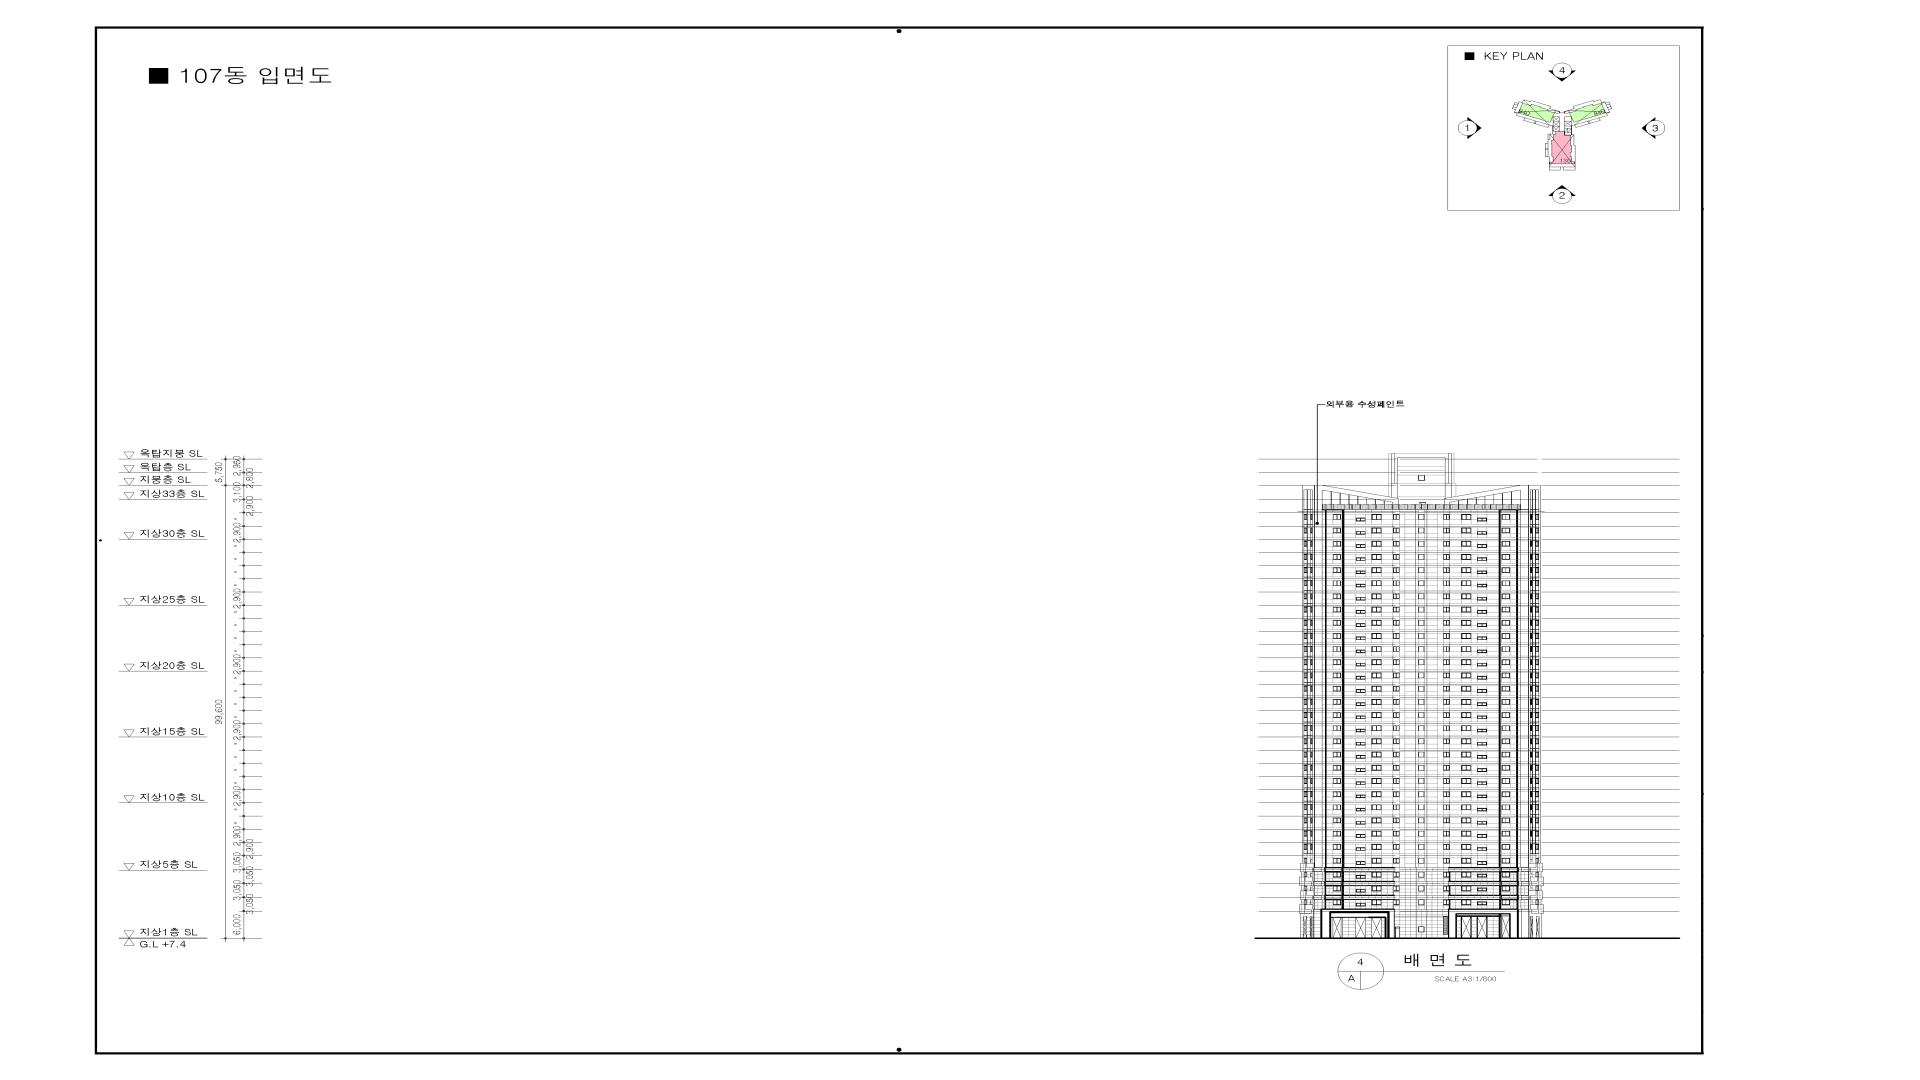 ■ 107동 입면도
■ KEY PLAN
4
1
3
2
외부용 수성페인트
옥탑지붕 SL
옥탑층 SL
지붕층 SL
지상33층 SL
지상30층 SL
지상25층 SL
지상20층 SL
지상15층 SL
지상10층 SL
지상5층 SL
지상1층 SL
G.L +7.4
5,750
99,600
2,950
2,800
3,100
2,900
2,900
2,900
2,900
2,900
2,900
2,900
2,900
3,050
3,050
3,050
3,050
6,000
4
A
배 면 도
SCALE A3:1/800